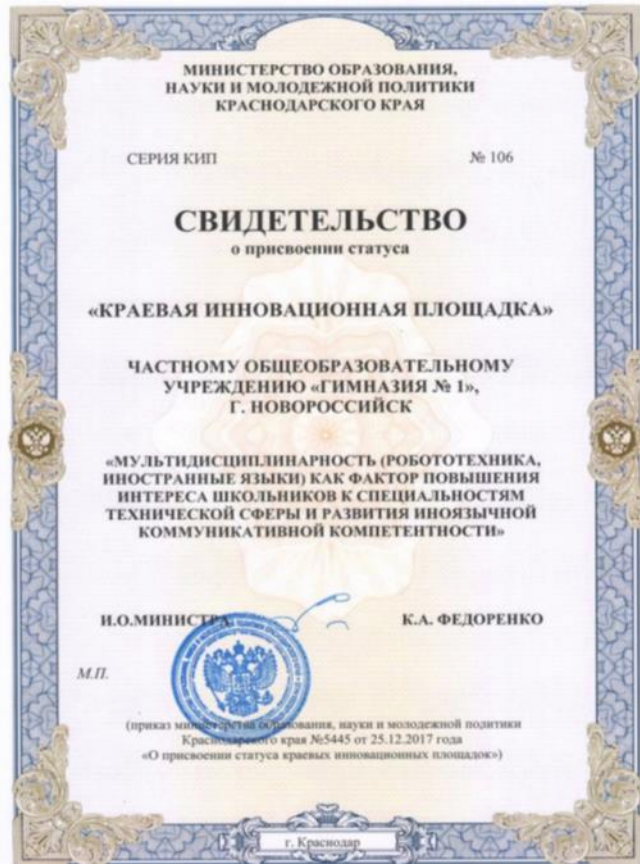 МИНИСТЕРСТВО ОБРАЗОВАНИЯ,
НАУКИ И МОЛОДЕЖНОЙ ПОЛИТИКИ
КРАСНОДАРСКОГО КРАЯ
СЕРИЯ КИП № 106
СВИДЕТЕЛЬСТВО
о присвоении статуса
«КРАЕВАЯ ИННОВАЦИОННАЯ ПЛОЩАДКА»
ЧАСТНОМУ ОБЩЕОБРАЗОВАТЕЛЬНОМУ
УЧРЕЖДЕНИЮ «ГИМНАЗИЯ № 1»,
Г. НОВОРОССИЙСК
«МУЛЬТИДИСЦИПЛИНАРНОСТЬ (РОБОТОТЕХНИКА,
ИНОСТРАННЫЕ ЯЗЫКИ) КАК ФАКТОР ПОВЫШЕНИЯ
ИНТЕРЕСА ШКОЛЬНИКОВ К СПЕЦИАЛЬНОСТЯМ
ТЕХНИЧЕСКОЙ СФЕРЫ И РАЗВИТИЯ ИНОЯЗЫЧНОЙ
КОММУНИКАТИВНОЙ КОМПЕТЕНТНОСТИ»
И.О.МИНИСТРА К.А. ФЕДОРЕНКО
М.П.
(приказ министерства образования, науки и молодежной политики
Краснодарского края №5445 от 25.12.2017 года
«О присвоении статуса краевых инновационных площадок»)
г. Краснодар